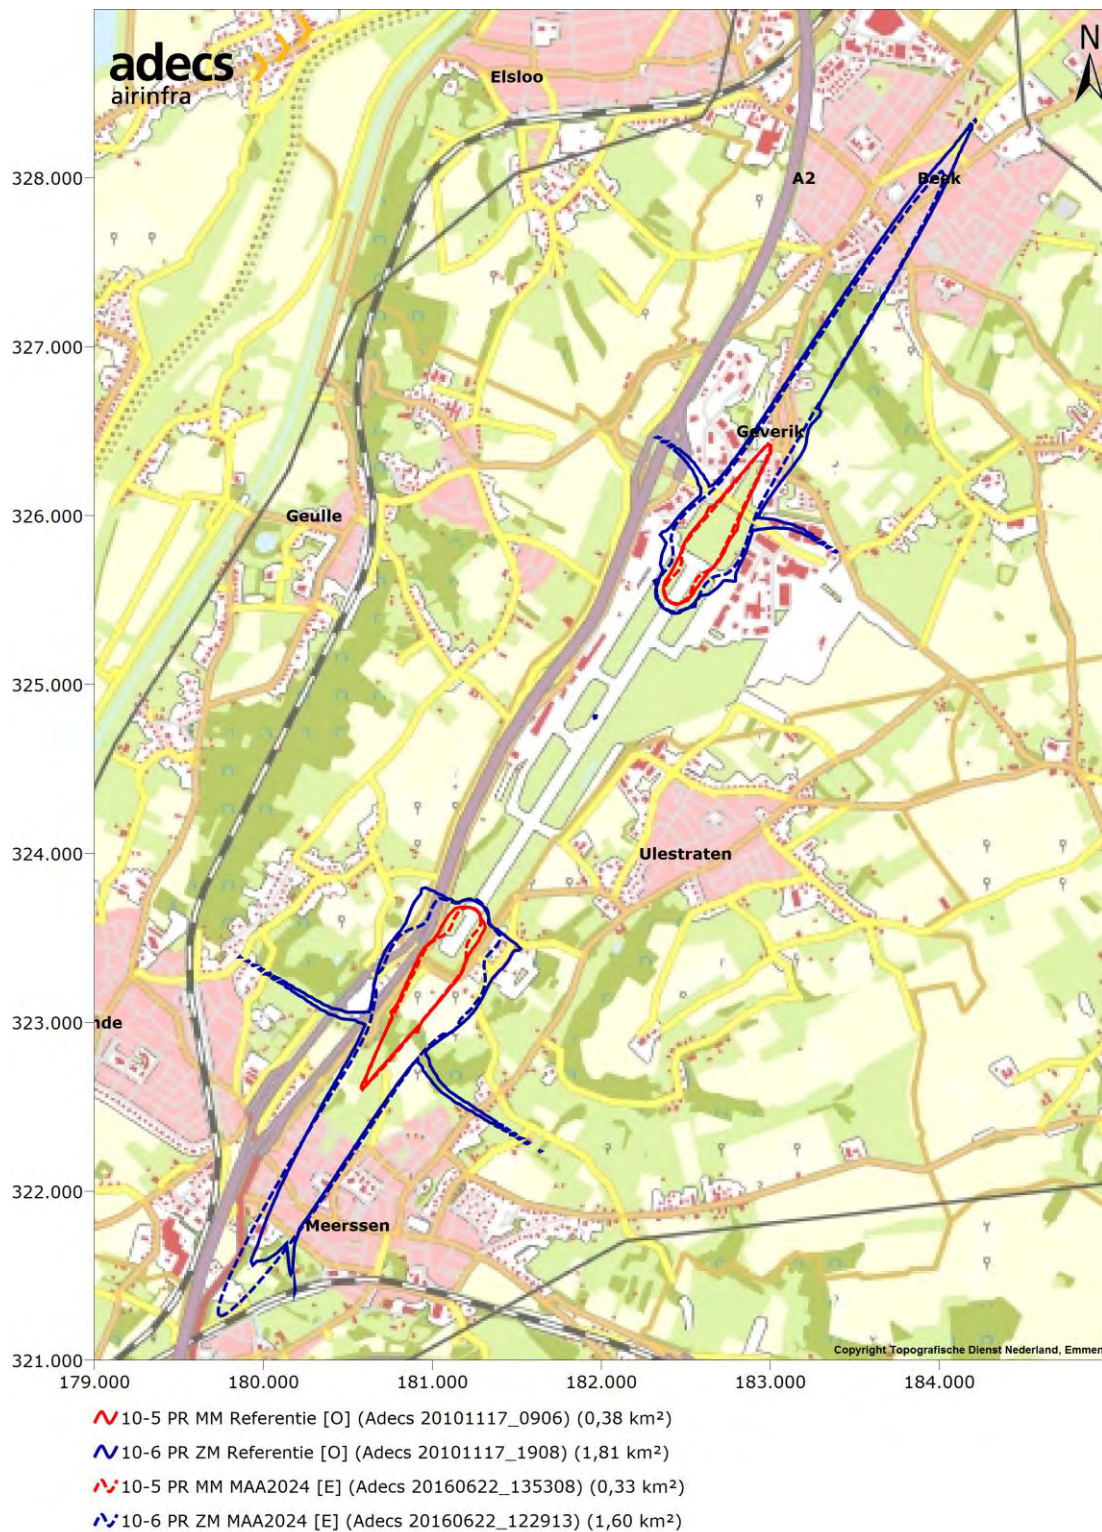 adecs
airinfra
N
Elsloo
328.000
A2
Beek
327.000
Geverik
326.000
Geulle
325.000
324.000
Ulestraten
323.000
nde
322.000
Meerssen
321.000
Copyright Topografische Dienst Nederland, Emmen
179.000 180.000 181.000 182.000 183.000 184.000
10-5 PR MM Referentie [O] (Adecs 20101117_0906) (0,38 km²)
10-6 PR ZM Referentie [O] (Adecs 20101117_1908) (1,81 km²)
10-5 PR MM MAA2024 [E] (Adecs 20160622_135308) (0,33 km²)
10-6 PR ZM MAA2024 [E] (Adecs 20160622_122913) (1,60 km²)